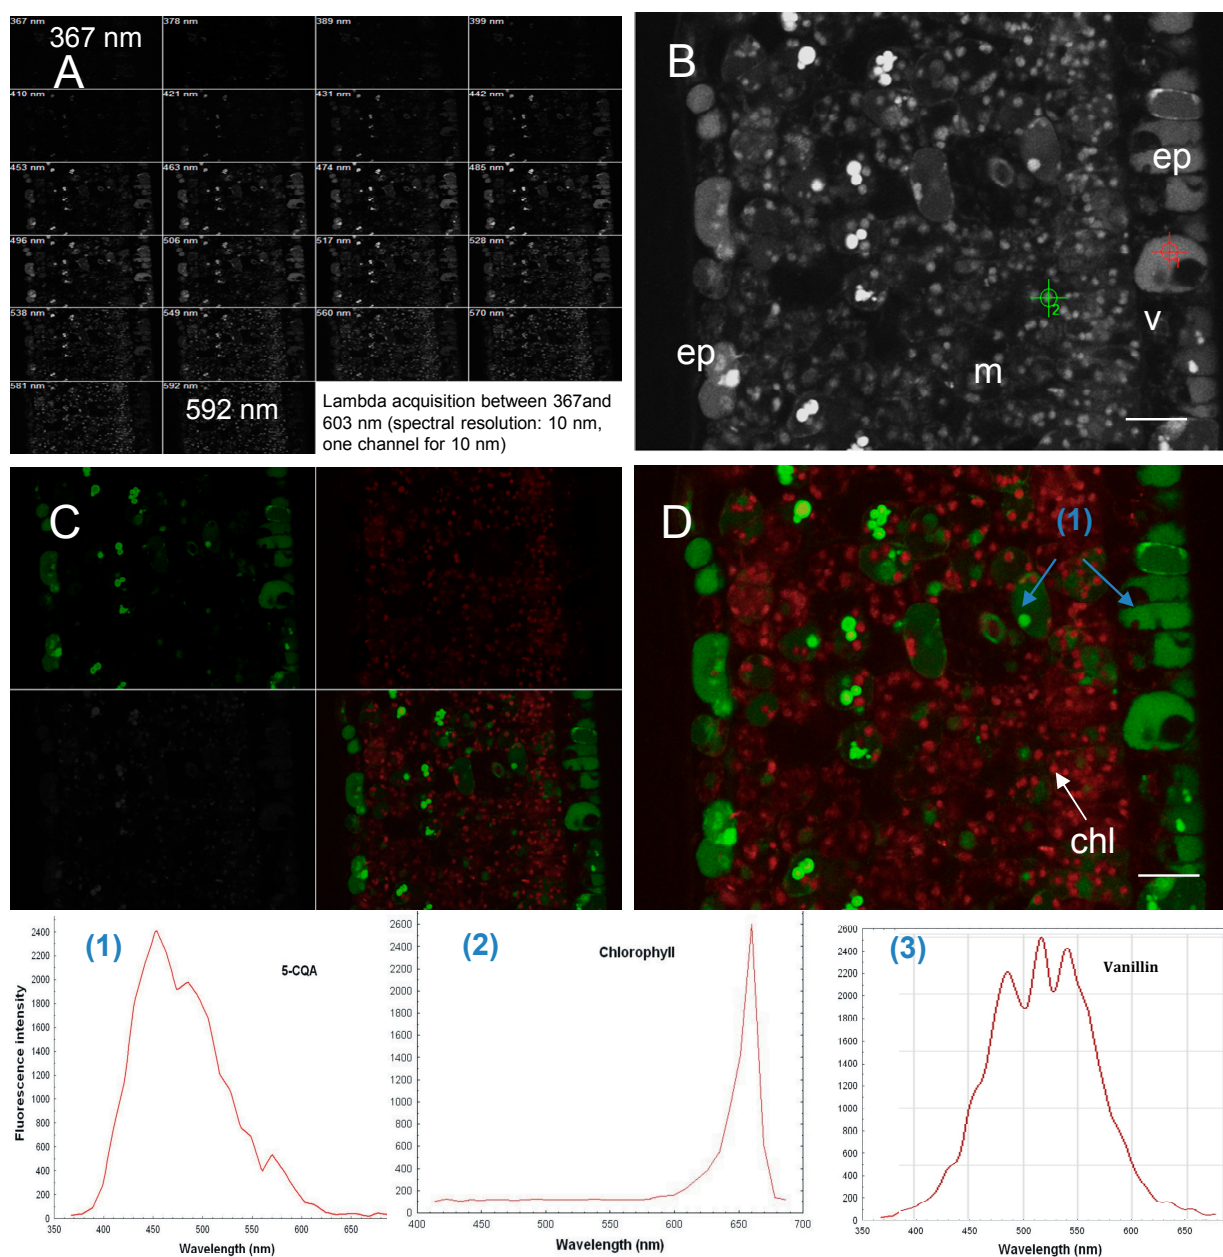 367 nm
378 nm
389 nm
399 nm
367 nm
A
410 nm
421 nm
431 nm
442 nm
453 nm
463 nm
474 nm
485 nm
496 nm
506 nm
517 nm
528 nm
538 nm
549 nm
560 nm
570 nm
581 nm
592 nm
592 nm
Lambda acquisition between 367and
603 nm (spectral resolution: 10 nm,
one channel for 10 nm)
B
ep
1
2
v
ep
m
C
D
(1)
chl
(1)
5-CQA
Fluorescence intensity
2400
2200
2000
1800
1600
1400
1200
1000
800
600
400
200
0
350
400
450
500
550
600
650
Wavelength (nm)
(2)
Chlorophyll
2600
2400
2200
2000
1800
1600
1400
1200
1000
800
600
400
200
0
400
450
500
550
600
650
700
Wavelength (nm)
(3)
Vanillin
2600
2400
2200
2000
1800
1600
1400
1200
1000
800
600
400
200
0
350
400
450
500
550
600
650
Wavelength (nm)